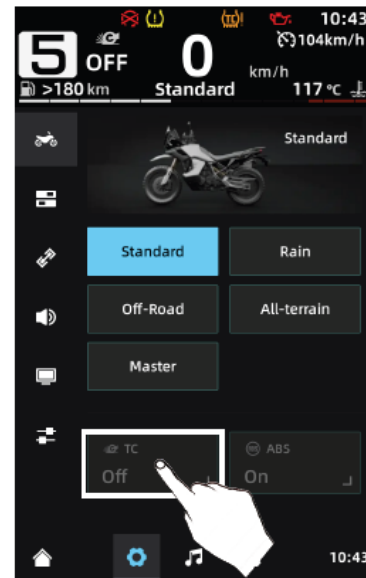 10:43
5
OFF
0
104km/h
km/h
>180 km
Standard
117 °C
Standard
Standard
Rain
Off-Road
All-terrain
Master
TC
ABS
Off
On
10:43